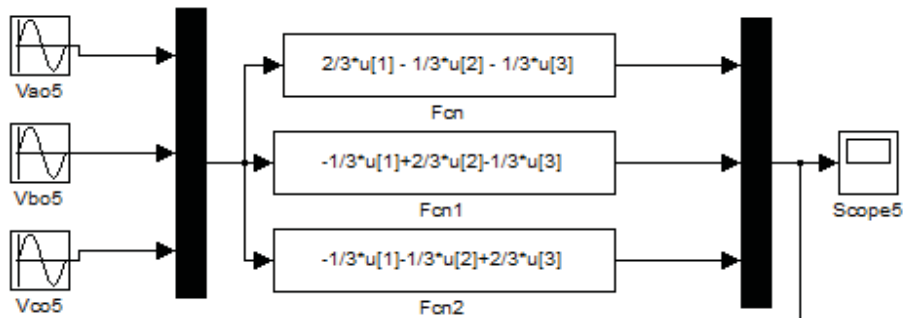 Vao5
Vbo5
Vco5
2/3*u[1] - 1/3*u[2] - 1/3*u[3]
Fcn
-1/3*u[1]+2/3*u[2]-1/3*u[3]
Fcn1
-1/3*u[1]-1/3*u[2]+2/3*u[3]
Fcn2
Scope5